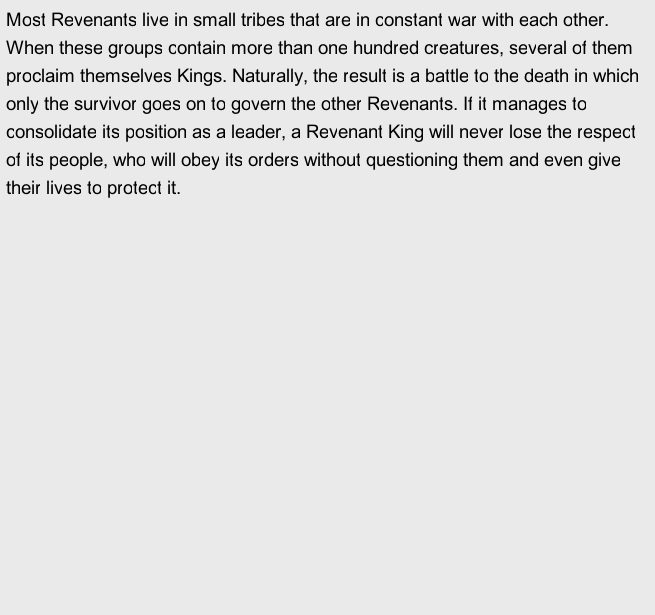 Most Revenants live in small tribes that are in constant war with each other.
When these groups contain more than one hundred creatures, several of them
proclaim themselves Kings. Naturally, the result is a battle to the death in which
only the survivor goes on to govern the other Revenants. If it manages to
consolidate its position as a leader, a Revenant King will never lose the respect
of its people, who will obey its orders without questioning them and even give
their lives to protect it.